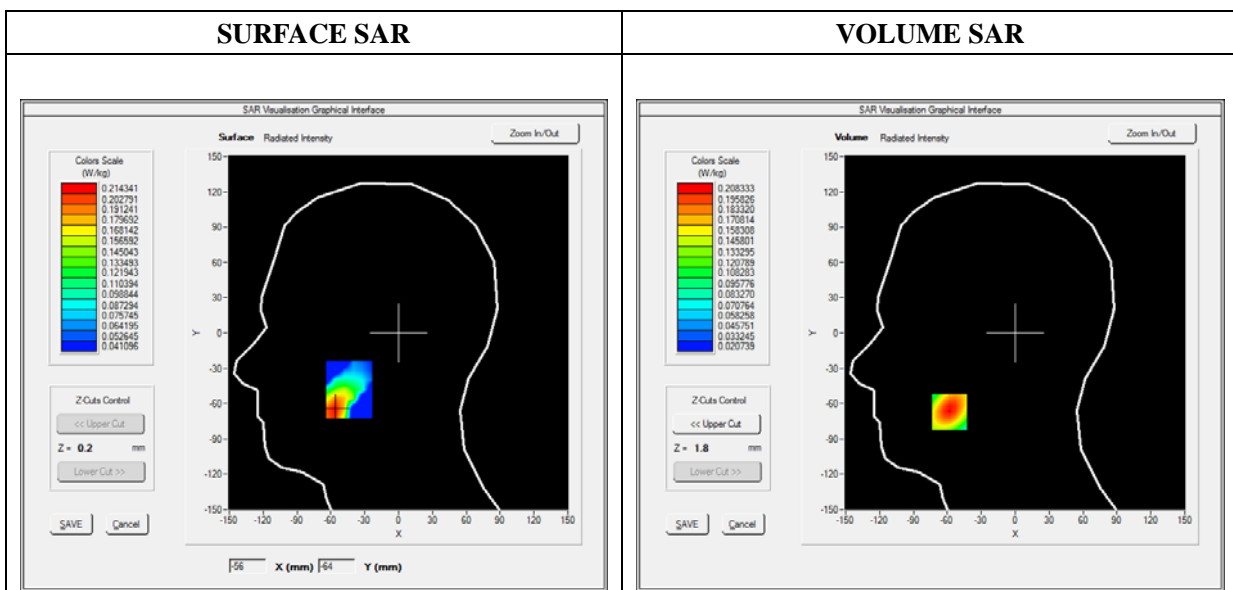 SURFACE SAR
VOLUME SAR
SAR Visualisation Graphical Interface
Surface Radiated Intensity
Zoom In/Out
Colors Scale
(W/kg)
0.214341
0.202791
0.191241
0.179692
0.168142
0.156592
0.145043
0.133493
0.121943
0.110394
0.098844
0.087294
0.075745
0.064195
0.052645
0.041096
Z-Cuts Control
<< Upper Cut
Z = 0.2 mm
Lower Cut >>
SAVE Cancel
150
120
90
60
30
0
-30
-60
-90
-120
-150
Y
-150 -120 -90 -60 -30 0 30 60 90 120 150
X
-56 X (mm) -64 Y (mm)
SAR Visualisation Graphical Interface
Volume Radiated Intensity
Zoom In/Out
Colors Scale
(W/kg)
0.208333
0.195826
0.183320
0.170814
0.158308
0.145801
0.133295
0.120789
0.108283
0.095776
0.083270
0.070764
0.058258
0.045751
0.033245
0.020739
Z-Cuts Control
<< Upper Cut
Z = 1.8 mm
Lower Cut >>
SAVE Cancel
150
120
90
60
30
0
-30
-60
-90
-120
-150
Y
-150 -120 -90 -60 -30 0 30 60 90 120 150
X